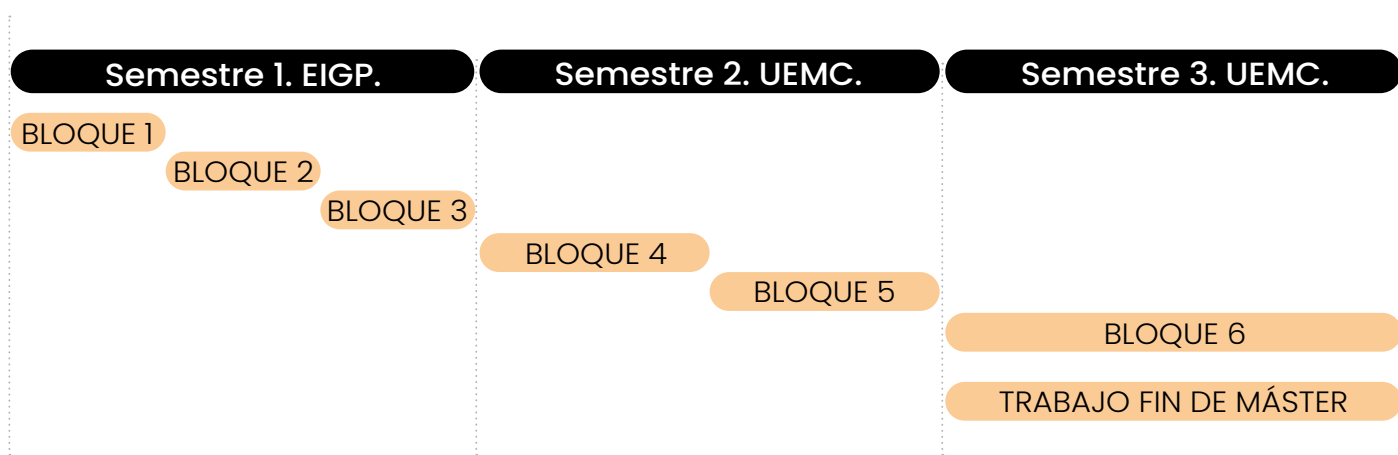 Semestre 1. EIGP.
Semestre 2. UEMC.
Semestre 3. UEMC.
BLOQUE 1
BLOQUE 2
BLOQUE 3
BLOQUE 4
BLOQUE 5
BLOQUE 6
TRABAJO FIN DE MÁSTER